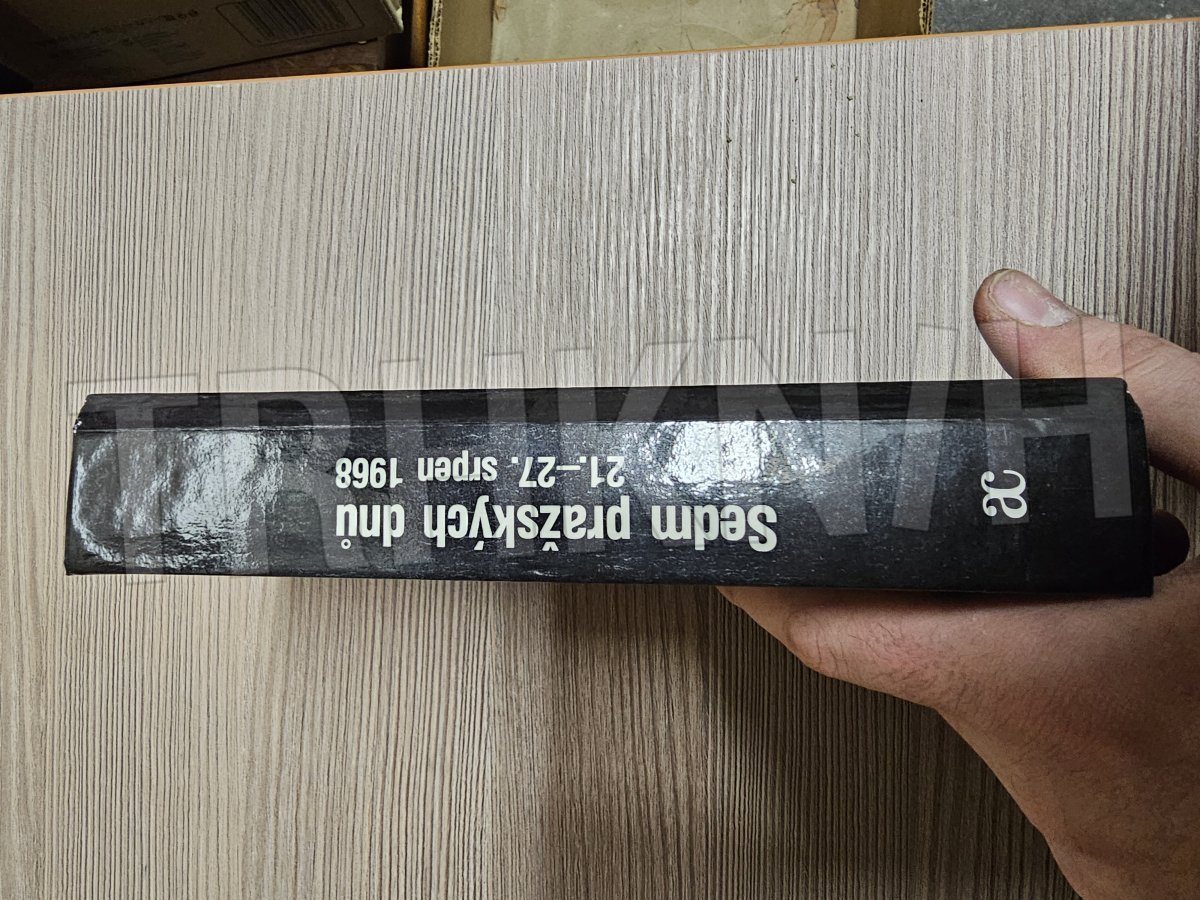 Sedm pražských dnů
21.–27. srpen 1968
æ
TRHKNIH